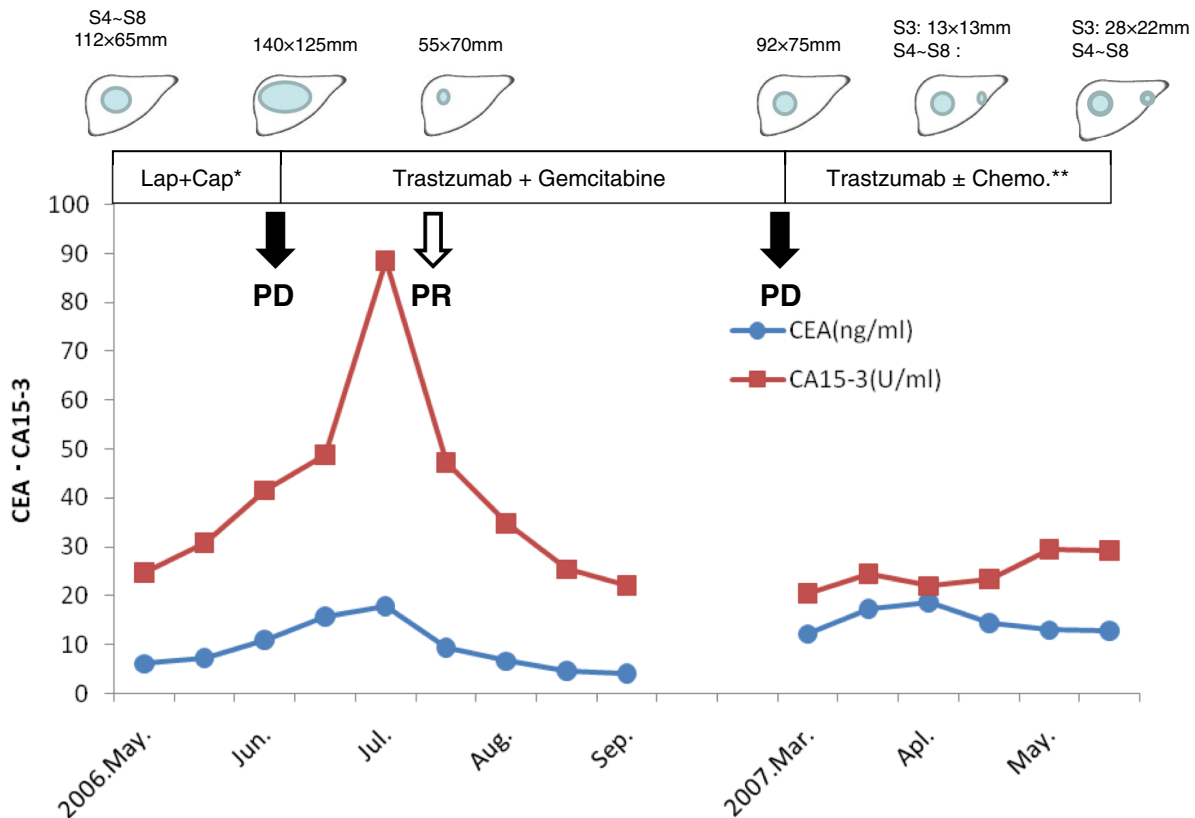 S4~S8
112×65mm
140×125mm
55×70mm
92×75mm
S3: 13×13mm
S4~S8 :
S3: 28×22mm
S4~S8
Lap+Cap*
Trastzumab + Gemcitabine
Trastzumab ± Chemo.**
PD
PR
PD
CEA(ng/ml)
CA15-3(U/ml)
CEA・CA15-3
100
90
80
70
60
50
40
30
20
10
0
2006.May.
Jun.
Jul.
Aug.
Sep.
2007.Mar.
Apl.
May.